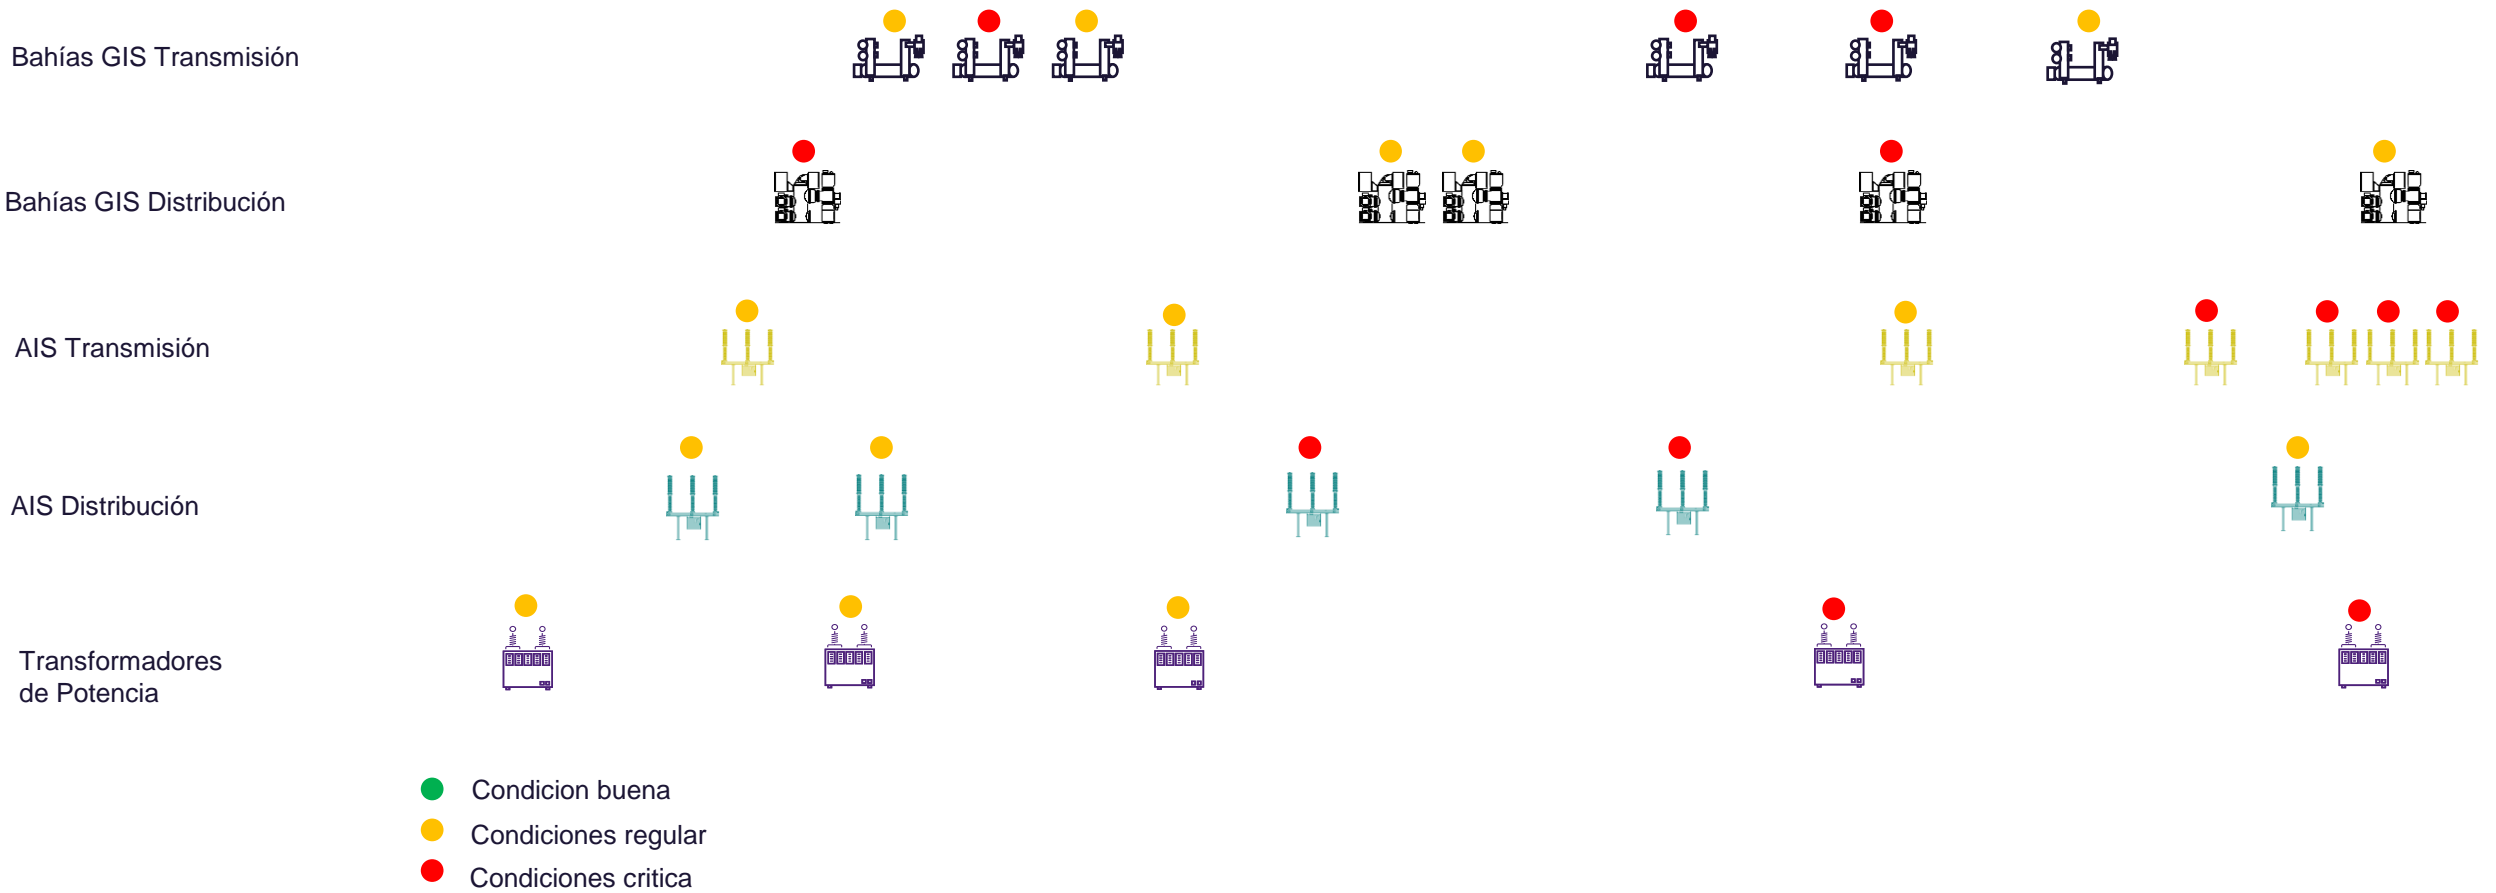 Bahías GIS Transmisión
Bahías GIS Distribución
AIS Transmisión
AIS Distribución
Transformadores
de Potencia
Condicion buena
Condiciones regular
Condiciones critica